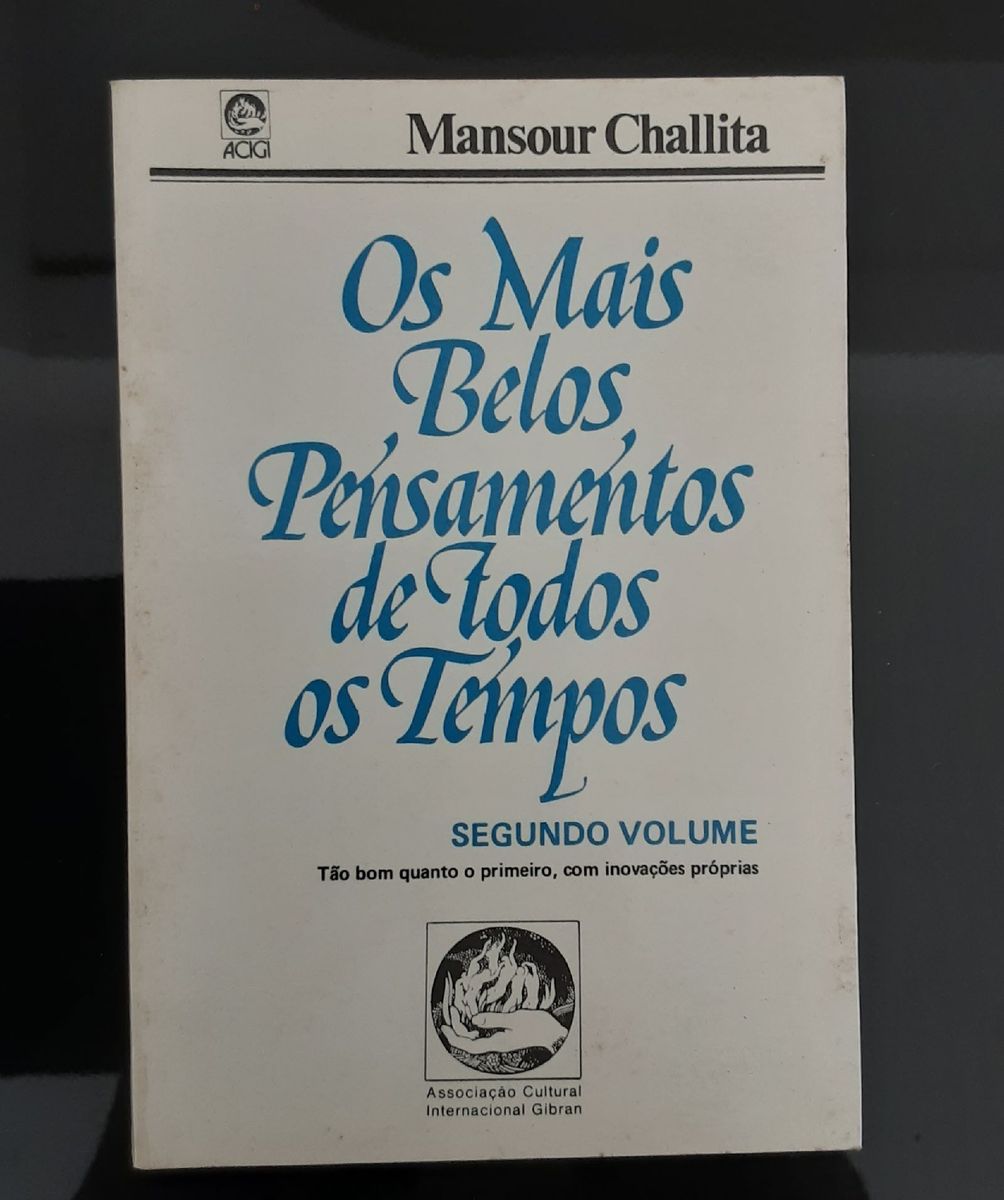 ACIGI
Mansour Challita
Os Mais
Belos
Pensamentos
de Todos
os Tempos
SEGUNDO VOLUME
Tão bom quanto o primeiro, com inovações próprias
Associação Cultural
Internacional Gibran